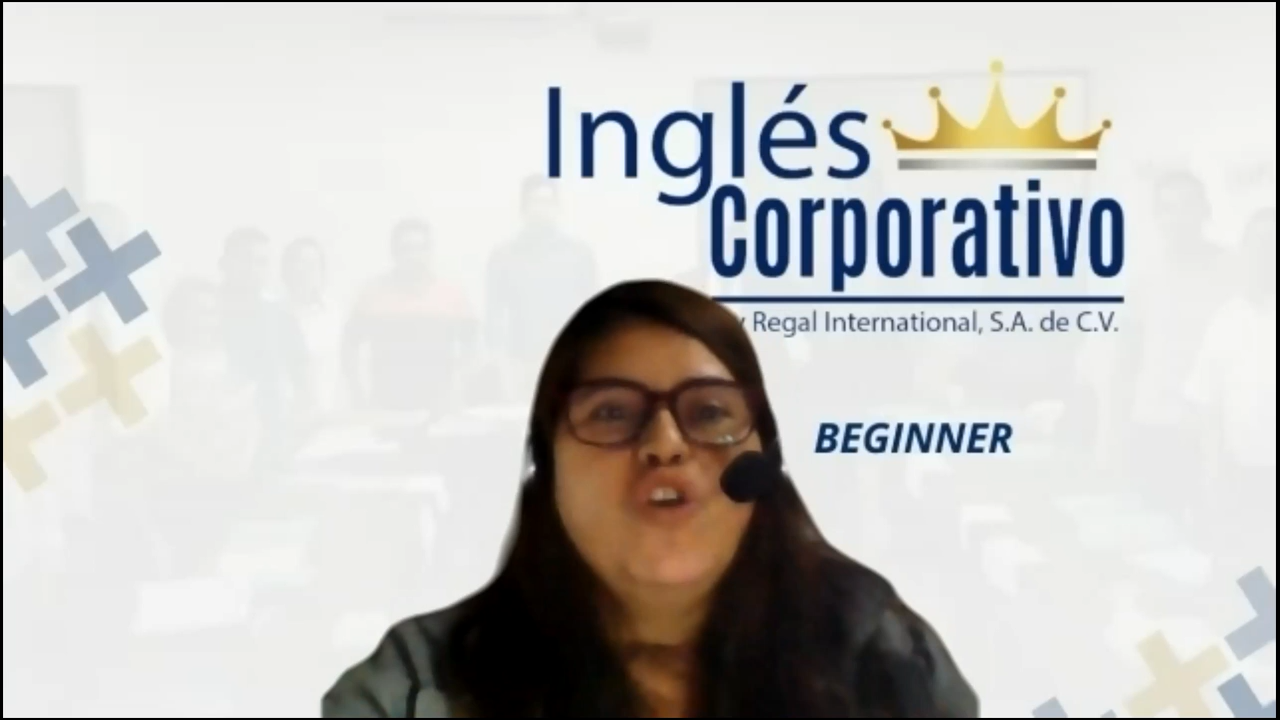 Inglés
Corporativo
y Regal International, S.A. de C.V.
BEGINNER